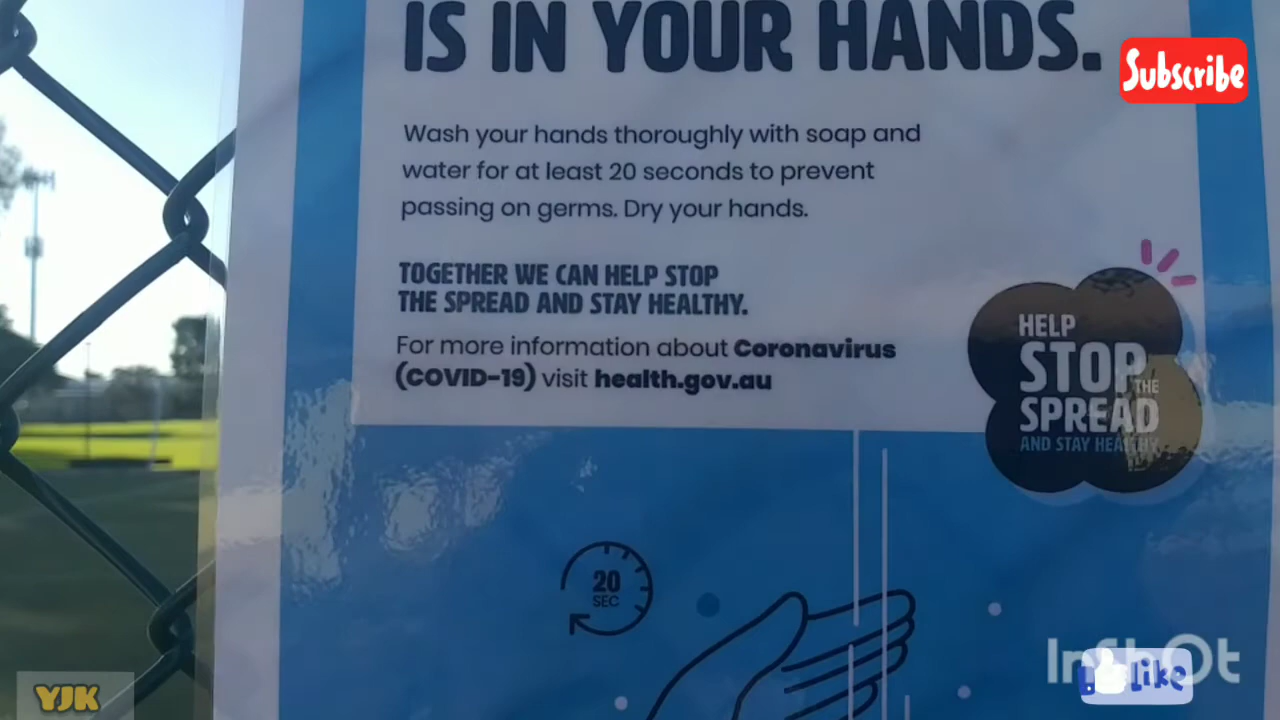 IS IN YOUR HANDS.
Subscribe
Wash your hands thoroughly with soap and
water for at least 20 seconds to prevent
passing on germs. Dry your hands.
TOGETHER WE CAN HELP STOP
THE SPREAD AND STAY HEALTHY.
For more information about Coronavirus
(COVID-19) visit health.gov.au
HELP
STOP THE
SPREAD
AND STAY HEALTHY
20
SEC
InShOt
Like
YJK